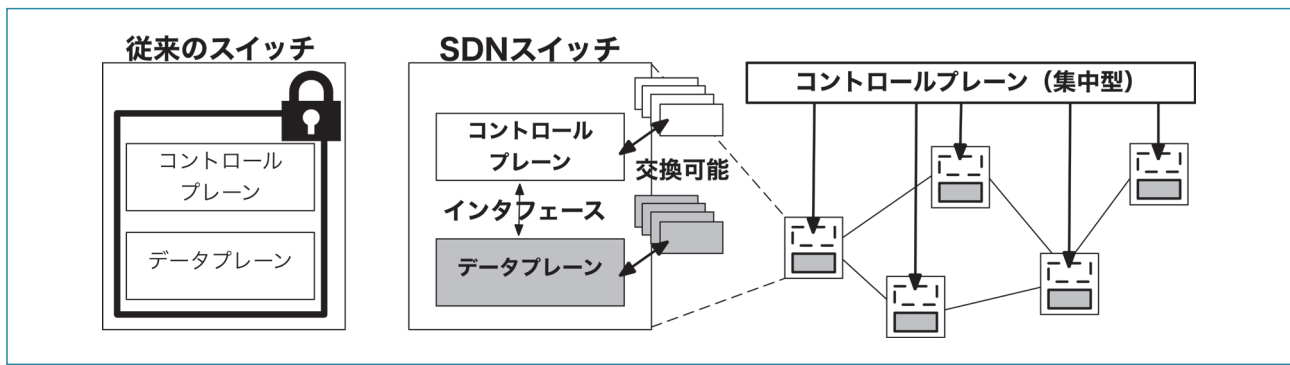 従来のスイッチ
コントロール
プレーン
データプレーン
SDNスイッチ
コントロール
プレーン
交換可能
インタフェース
データプレーン
コントロールプレーン（集中型）